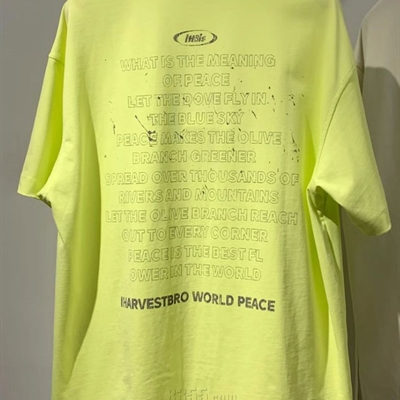 WHAT IS THE MEANING
OF PEACE
LET THE DOVE FLY IN
THE BLUE SKY
PEACE MAKES THE OLIVE
BRANCH GREENER
SPREAD OVER THOUSANDS OF
RIVERS AND MOUNTAINS
LET THE OLIVE BRANCH REACH
OUT TO EVERY CORNER
PEACE IS THE BEST FL
OWER IN THE WORLD
HARVESTBRO WORLD PEACE